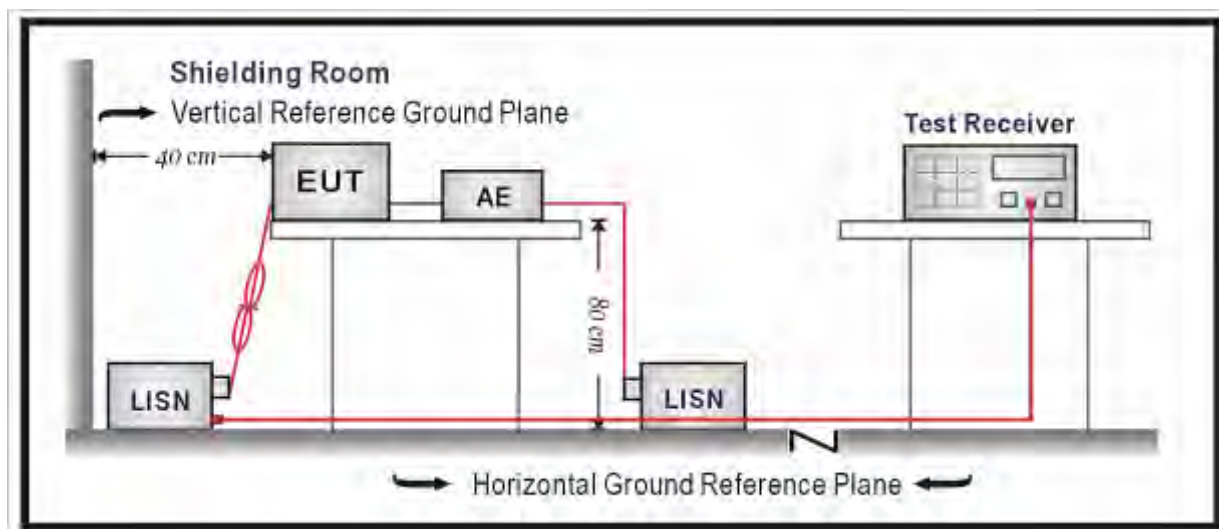 Shielding Room
Vertical Reference Ground Plane
Test Receiver
40 cm
EUT
AE
80 cm
LISN
LISN
Horizontal Ground Reference Plane